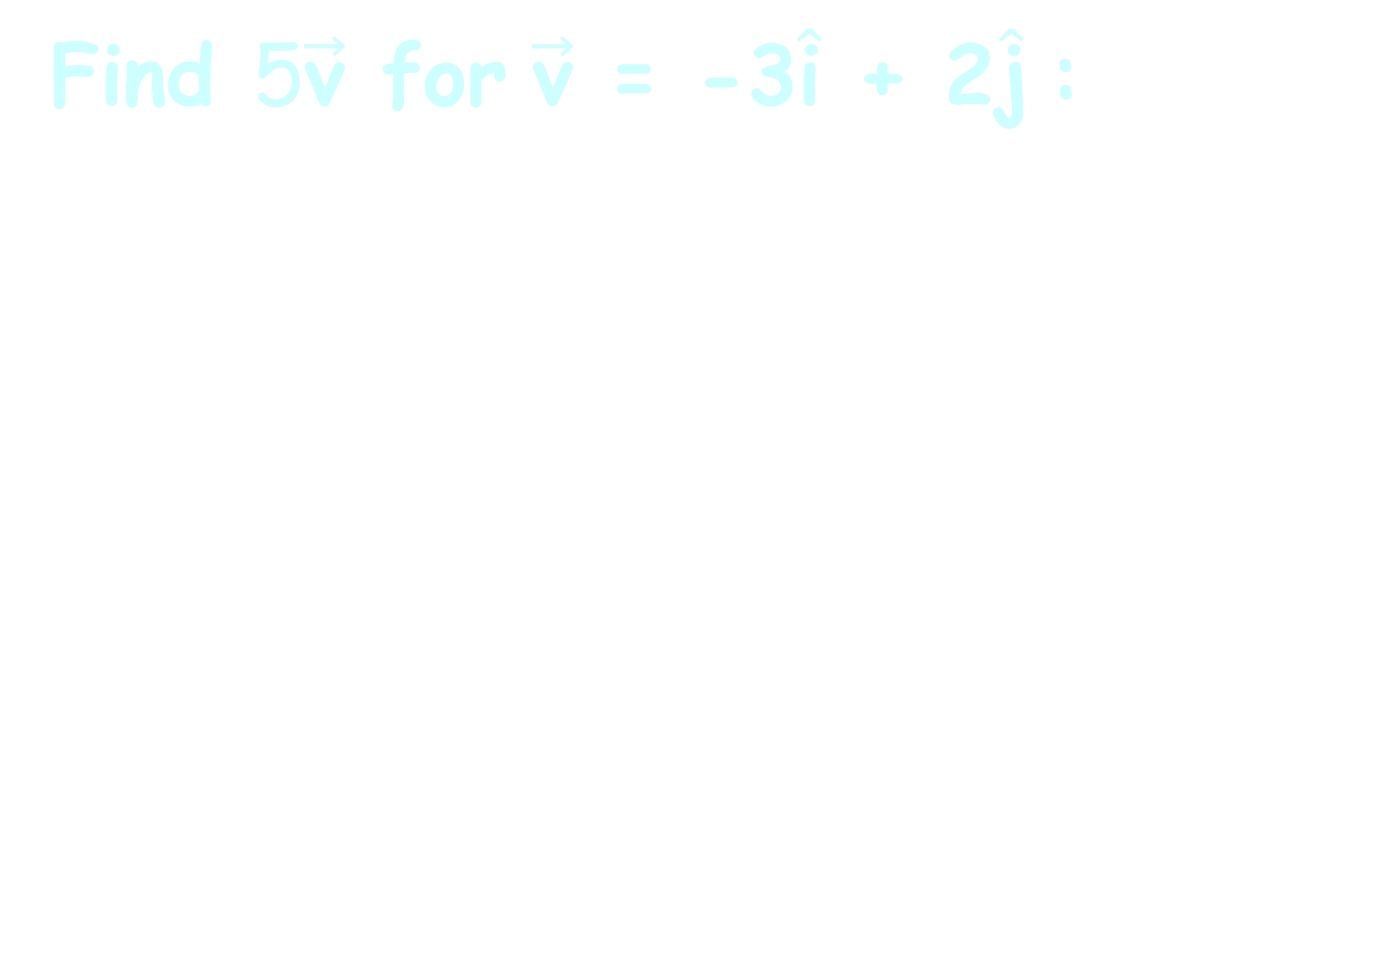 Find 5v⃗ for v⃗ = -3î + 2ĵ :